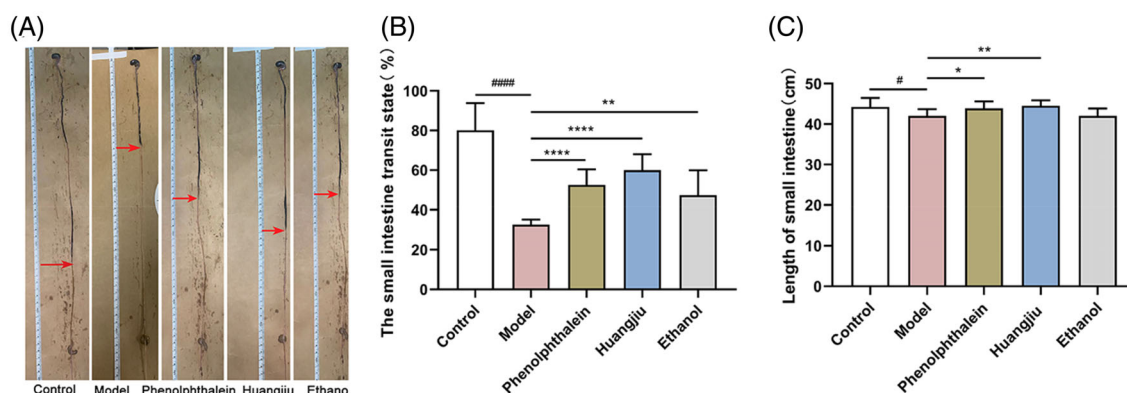 (A)
Control Model Phenolphthalein Huangjiu Ethano
(B)
The small intestine transit state（%）
100
80
60
40
20
0
####
**
****
****
Control
Model
Phenolphthalein
Huangjiu
Ethanol
(C)
Length of small intestine（cm）
50
40
30
20
10
0
#
*
**
Control
Model
Phenolphthalein
Huangjiu
Ethanol